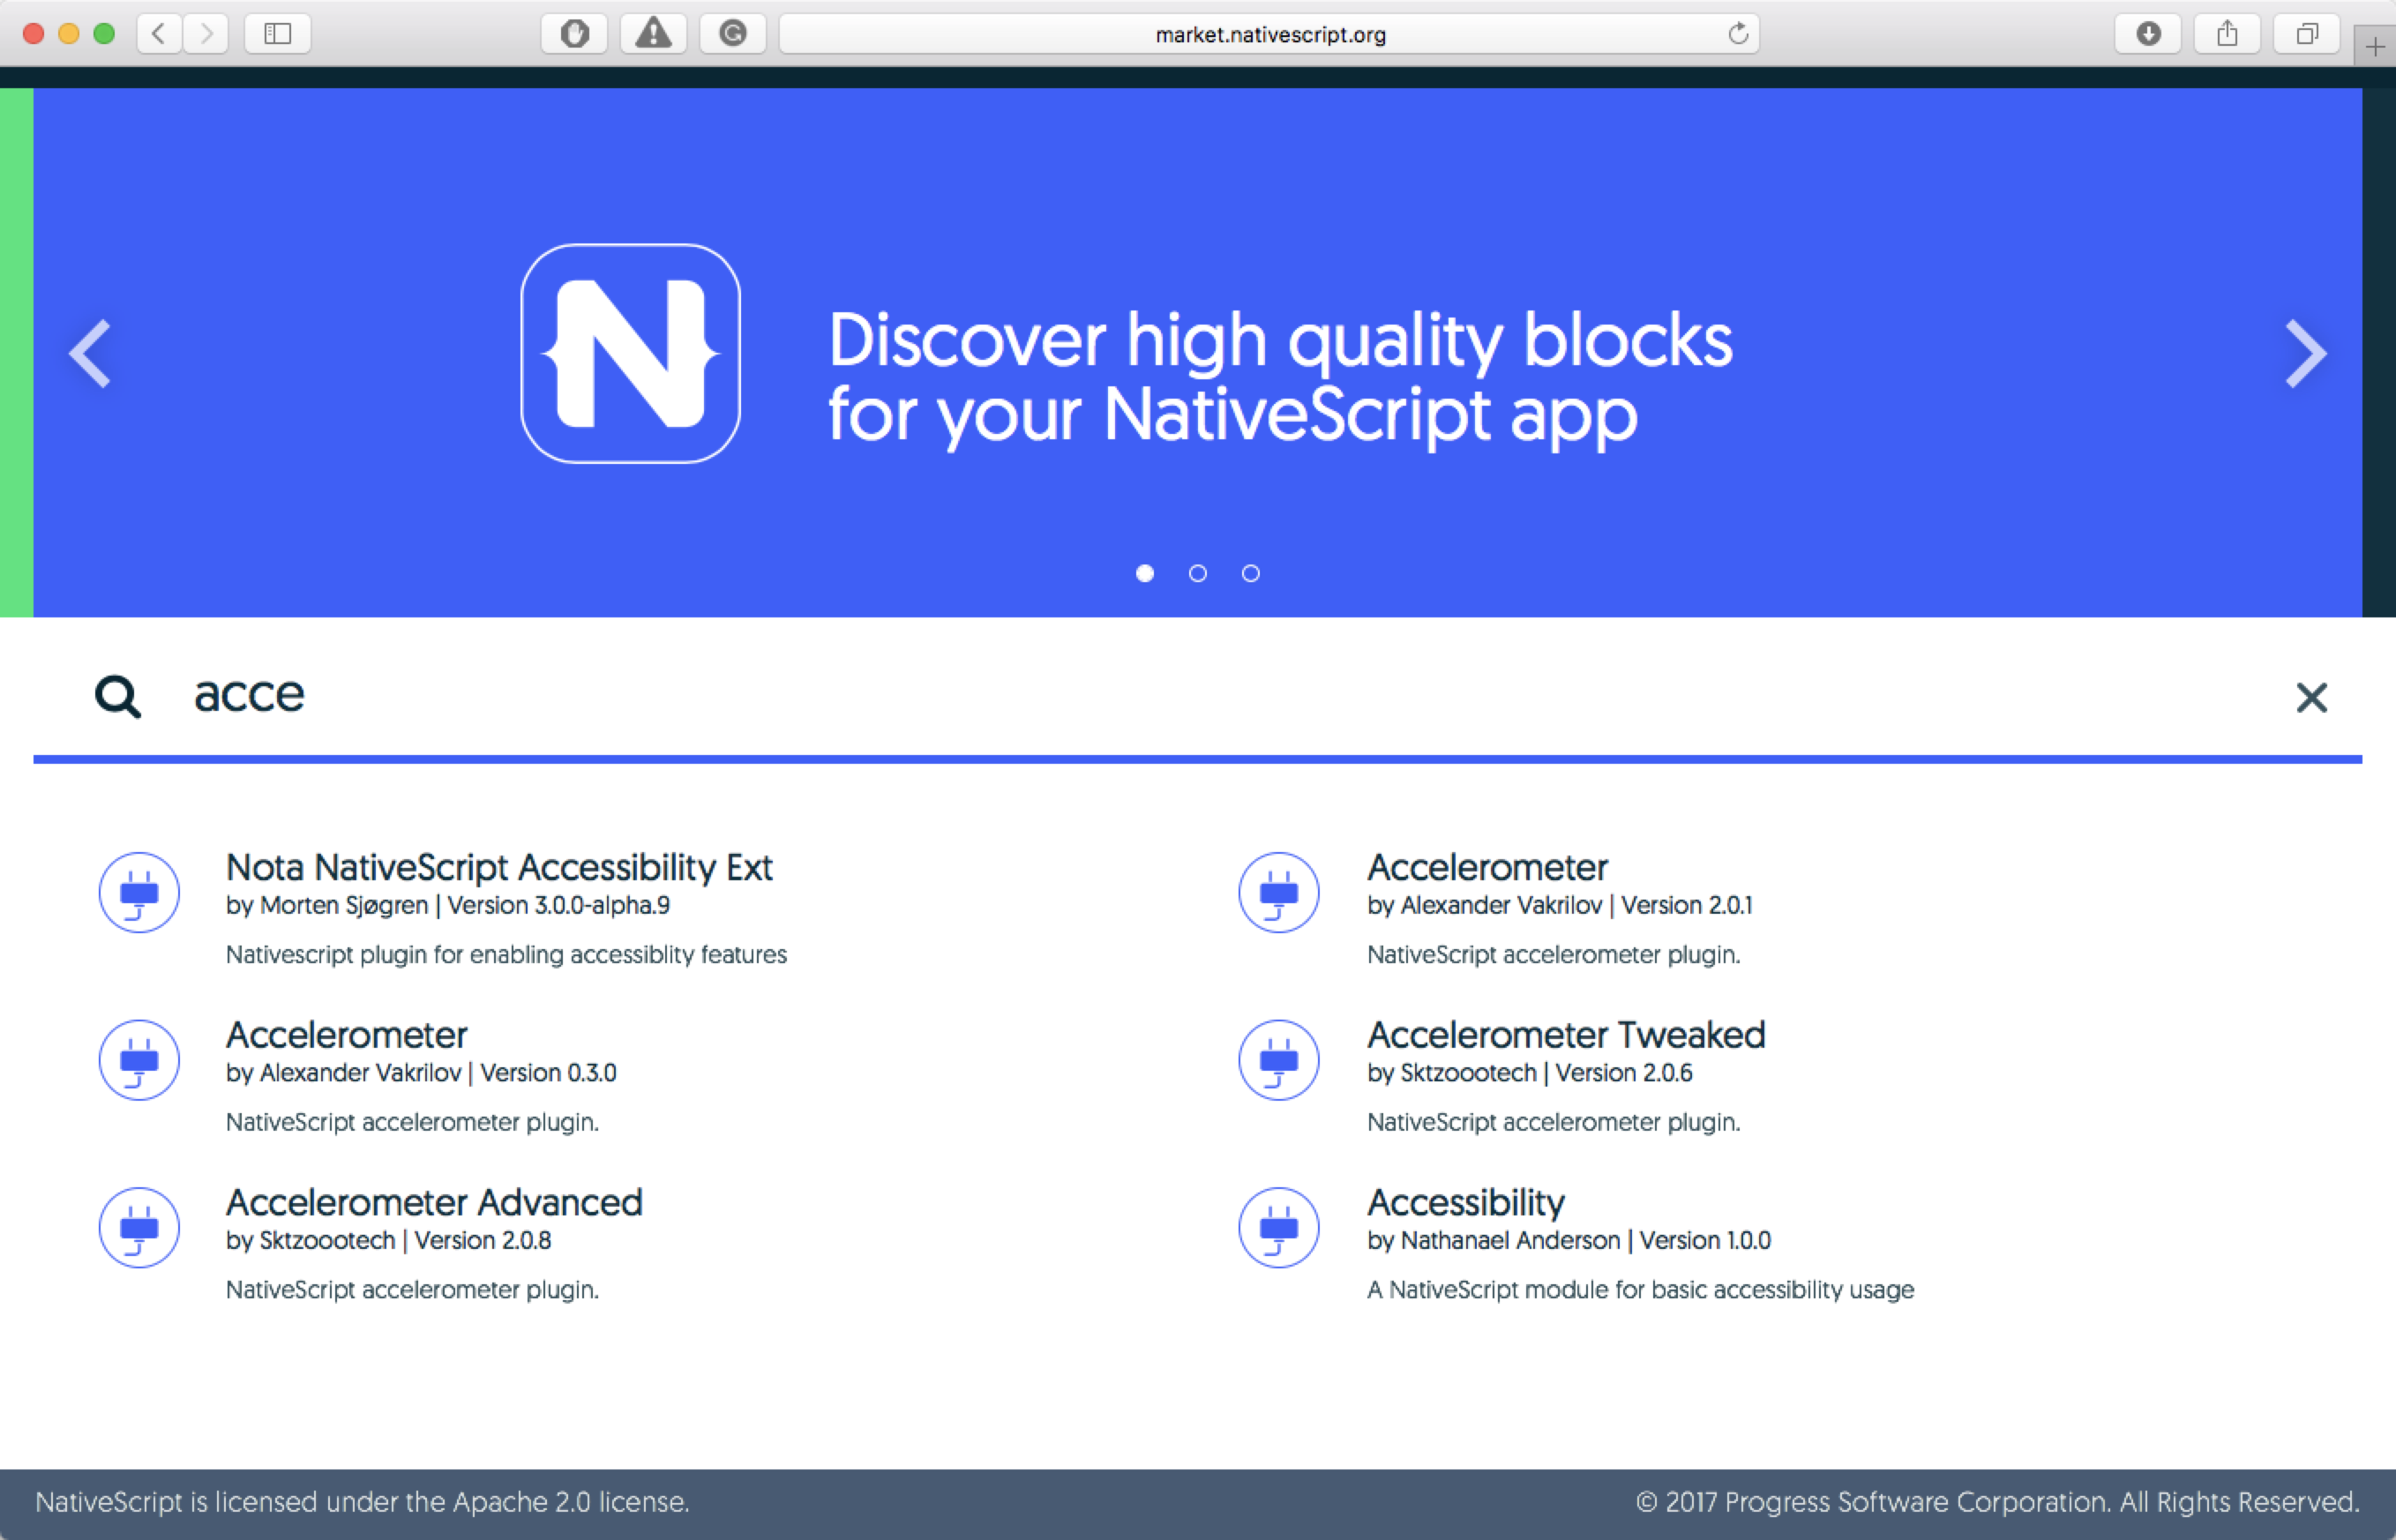 market.nativescript.org
Discover high quality blocks
for your NativeScript app
acce
Nota NativeScript Accessibility Ext
by Morten Sjøgren | Version 3.0.0-alpha.9
Nativescript plugin for enabling accessiblity features
Accelerometer
by Alexander Vakrilov | Version 2.0.1
NativeScript accelerometer plugin.
Accelerometer
by Alexander Vakrilov | Version 0.3.0
NativeScript accelerometer plugin.
Accelerometer Tweaked
by Sktzoootech | Version 2.0.6
NativeScript accelerometer plugin.
Accelerometer Advanced
by Sktzoootech | Version 2.0.8
NativeScript accelerometer plugin.
Accessibility
by Nathanael Anderson | Version 1.0.0
A NativeScript module for basic accessibility usage
NativeScript is licensed under the Apache 2.0 license.
© 2017 Progress Software Corporation. All Rights Reserved.